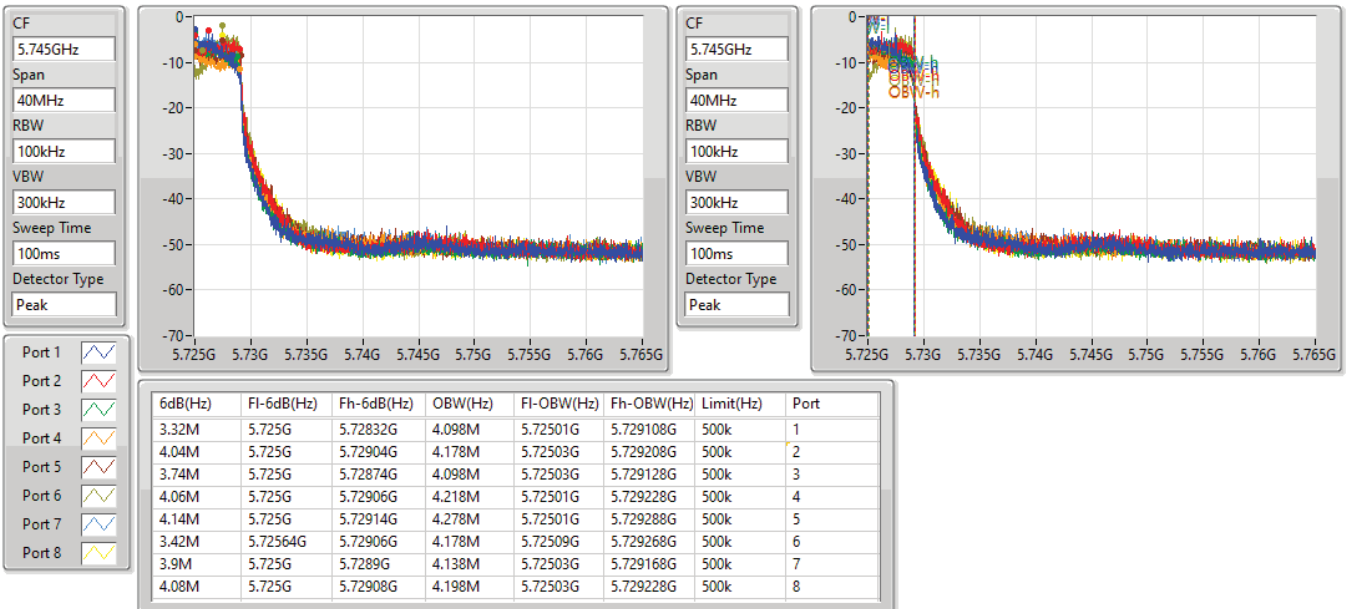 CF
5.745GHz
Span
40MHz
RBW
100kHz
VBW
300kHz
Sweep Time
100ms
Detector Type
Peak
0
-10
-20
-30
-40
-50
-60
-70
5.725G 5.73G 5.735G 5.74G 5.745G 5.75G 5.755G 5.76G 5.765G
CF
5.745GHz
Span
40MHz
RBW
100kHz
VBW
300kHz
Sweep Time
100ms
Detector Type
Peak
0
-10
-20
-30
-40
-50
-60
-70
OBW-h
OBW-h
OBW-h
5.725G 5.73G 5.735G 5.74G 5.745G 5.75G 5.755G 5.76G 5.765G
Port 1
Port 2
Port 3
Port 4
Port 5
Port 6
Port 7
Port 8
6dB(Hz) Fl-6dB(Hz) Fh-6dB(Hz) OBW(Hz) Fl-OBW(Hz) Fh-OBW(Hz) Limit(Hz) Port
3.32M 5.725G 5.72832G 4.098M 5.72501G 5.729108G 500k 1
4.04M 5.725G 5.72904G 4.178M 5.72503G 5.729208G 500k 2
3.74M 5.725G 5.72874G 4.098M 5.72503G 5.729128G 500k 3
4.06M 5.725G 5.72906G 4.218M 5.72501G 5.729228G 500k 4
4.14M 5.725G 5.72914G 4.278M 5.72501G 5.729288G 500k 5
3.42M 5.72564G 5.72906G 4.178M 5.72509G 5.729268G 500k 6
3.9M 5.725G 5.7289G 4.138M 5.72503G 5.729168G 500k 7
4.08M 5.725G 5.72908G 4.198M 5.72503G 5.729228G 500k 8